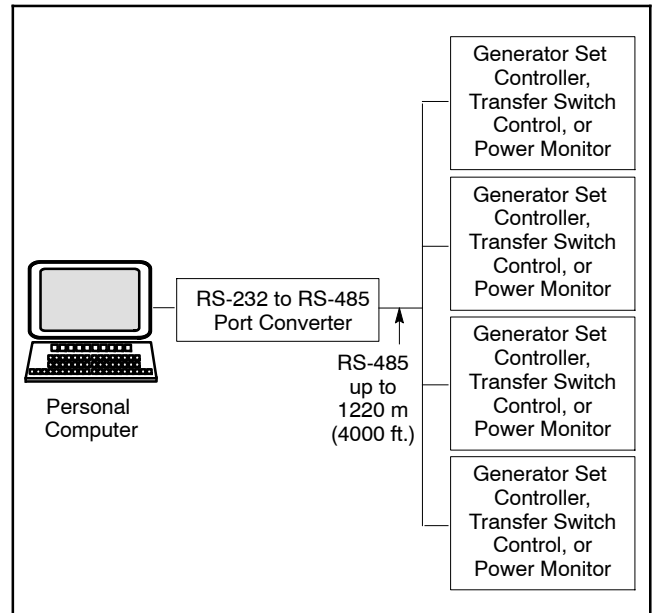 Personal
Computer
RS-232 to RS-485
Port Converter
RS-485
up to
1220 m
(4000 ft.)
Generator Set
Controller,
Transfer Switch
Control, or
Power Monitor
Generator Set
Controller,
Transfer Switch
Control, or
Power Monitor
Generator Set
Controller,
Transfer Switch
Control, or
Power Monitor
Generator Set
Controller,
Transfer Switch
Control, or
Power Monitor